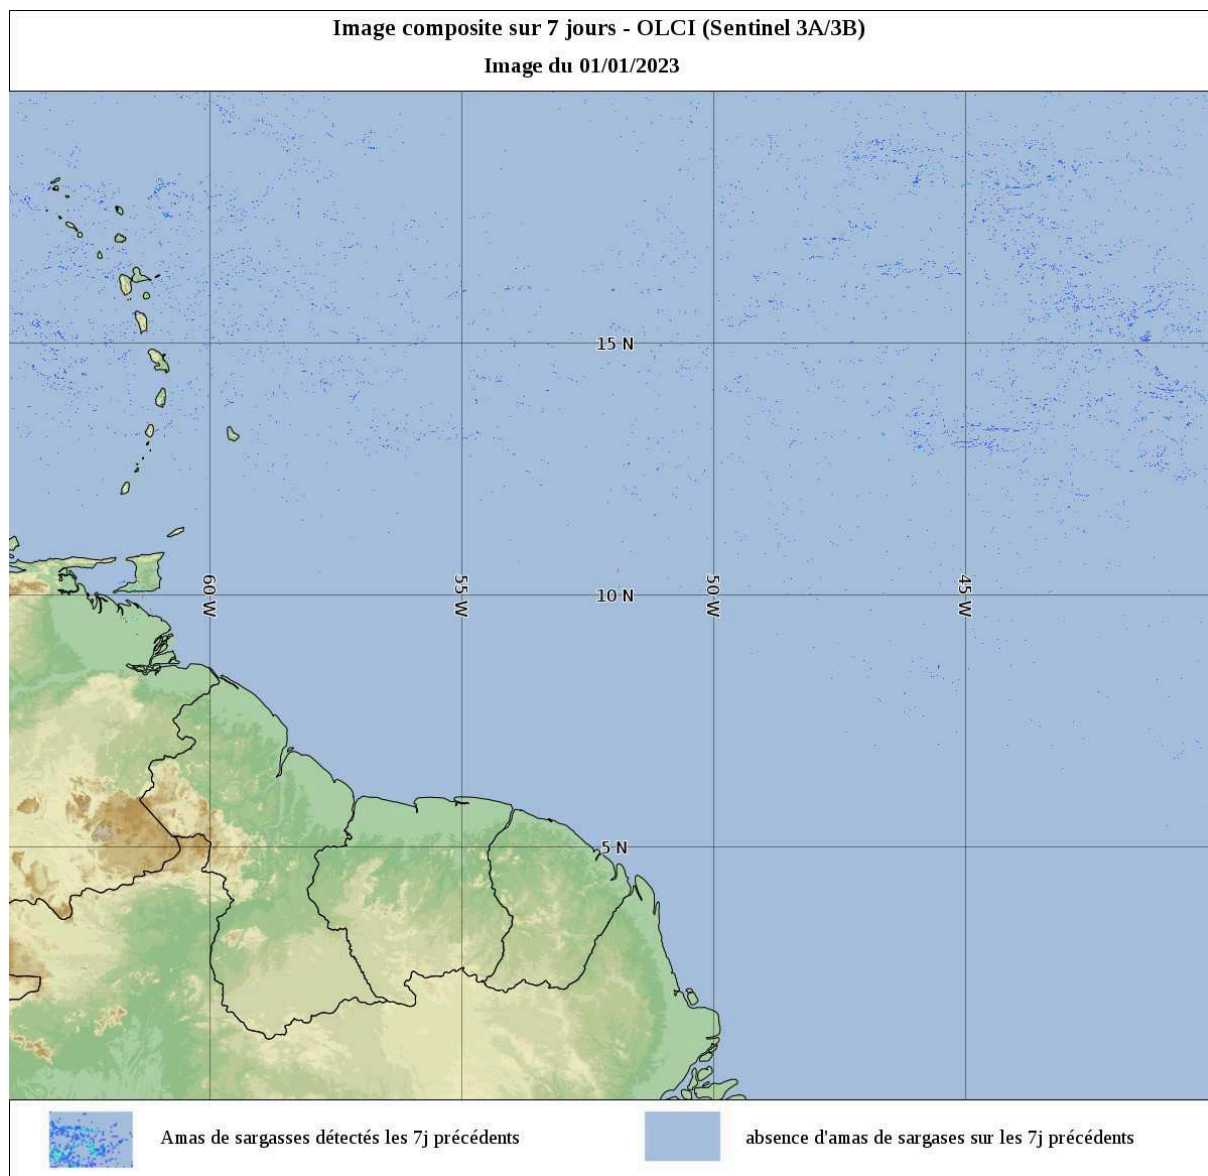 Image composite sur 7 jours - OLCI (Sentinel 3A/3B)
Image du 01/01/2023
15 N
60 W
55 W
10 N
50 W
45 W
5 N
Amas de sargasses détectés les 7j précédents
absence d'amas de sargases sur les 7j précédents